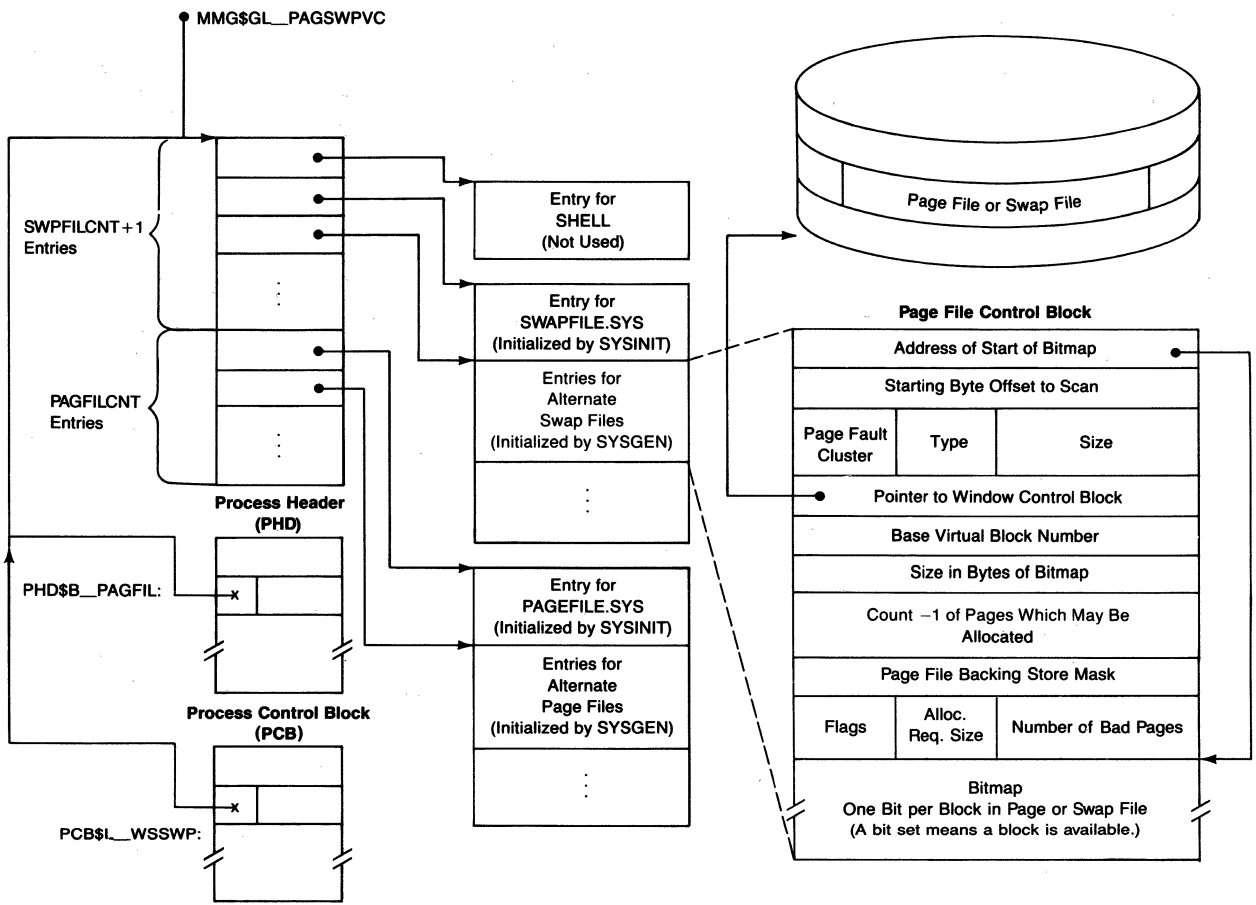 MMG$GL__PAGSWPVC
SWPFILCNT+1
Entries
PAGFILCNT
Entries
Process Header
(PHD)
PHD$B__PAGFIL:
x
Process Control Block
(PCB)
x
PCB$L__WSSWP:
Entry for
SHELL
(Not Used)
Entry for
SWAPFILE.SYS
(Initialized by SYSINIT)
Entries for
Alternate
Swap Files
(Initialized by SYSGEN)
Entry for
PAGEFILE.SYS
(Initialized by SYSINIT)
Entries for
Alternate
Page Files
(Initialized by SYSGEN)
Page File or Swap File
Page File Control Block
Address of Start of Bitmap
Starting Byte Offset to Scan
Page Fault
Cluster
Type
Size
Pointer to Window Control Block
Base Virtual Block Number
Size in Bytes of Bitmap
Count −1 of Pages Which May Be
Allocated
Page File Backing Store Mask
Flags
Alloc.
Req. Size
Number of Bad Pages
Bitmap
One Bit per Block in Page or Swap File
(A bit set means a block is available.)